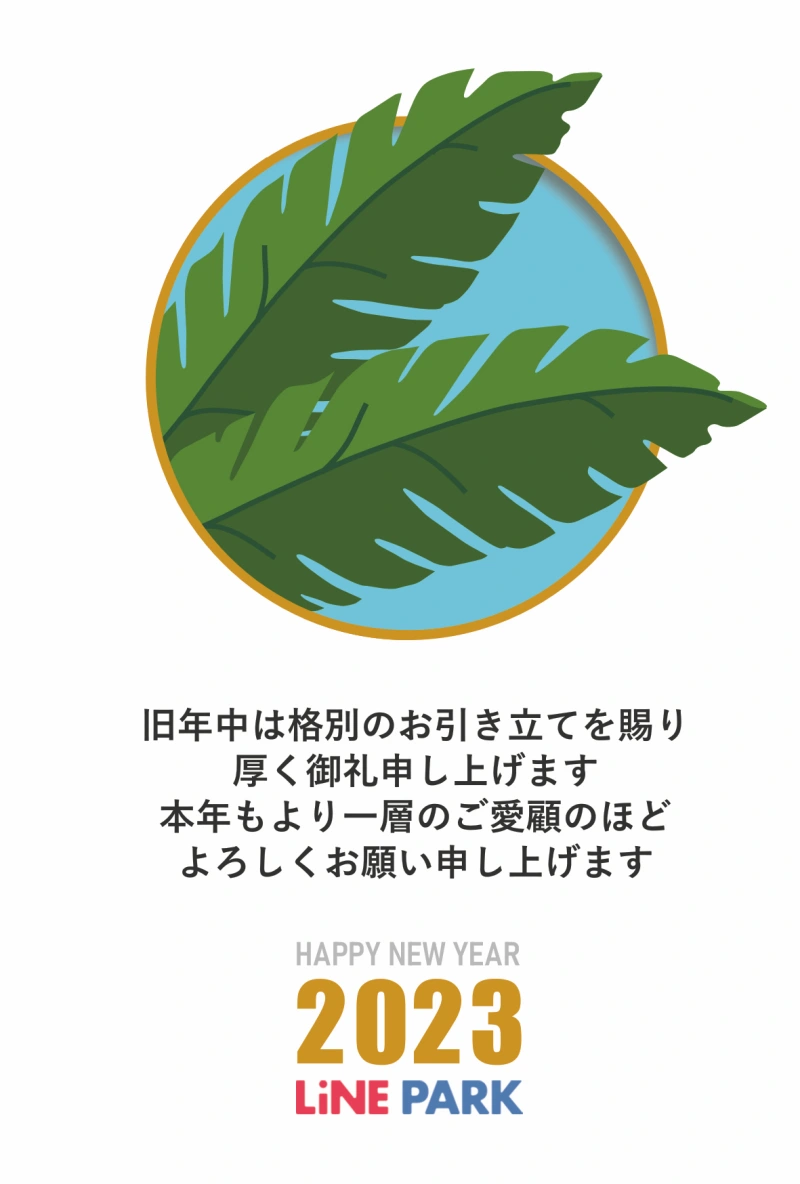 旧年中は格別のお引き立てを賜り
厚く御礼申し上げます
本年もより一層のご愛顧のほど
よろしくお願い申し上げます
HAPPY NEW YEAR
2023
LiNE PARK